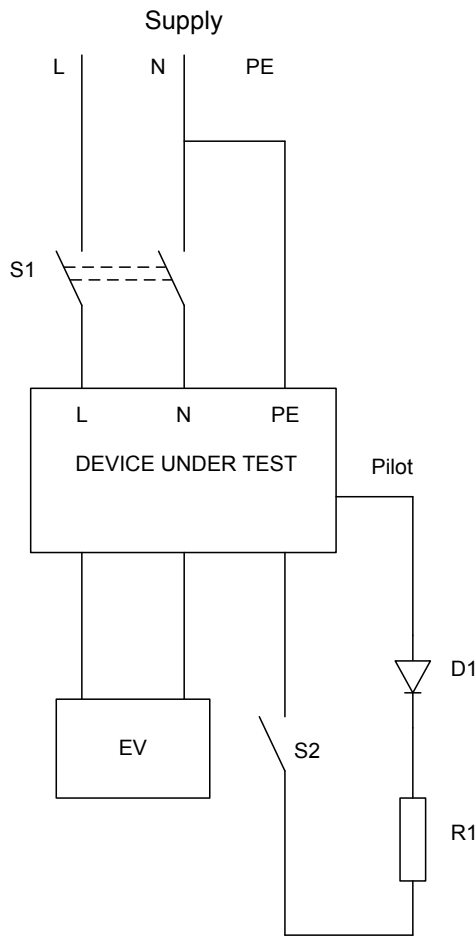 Supply
L N PE
S1
L N PE
DEVICE UNDER TEST
Pilot
D1
EV
S2
R1